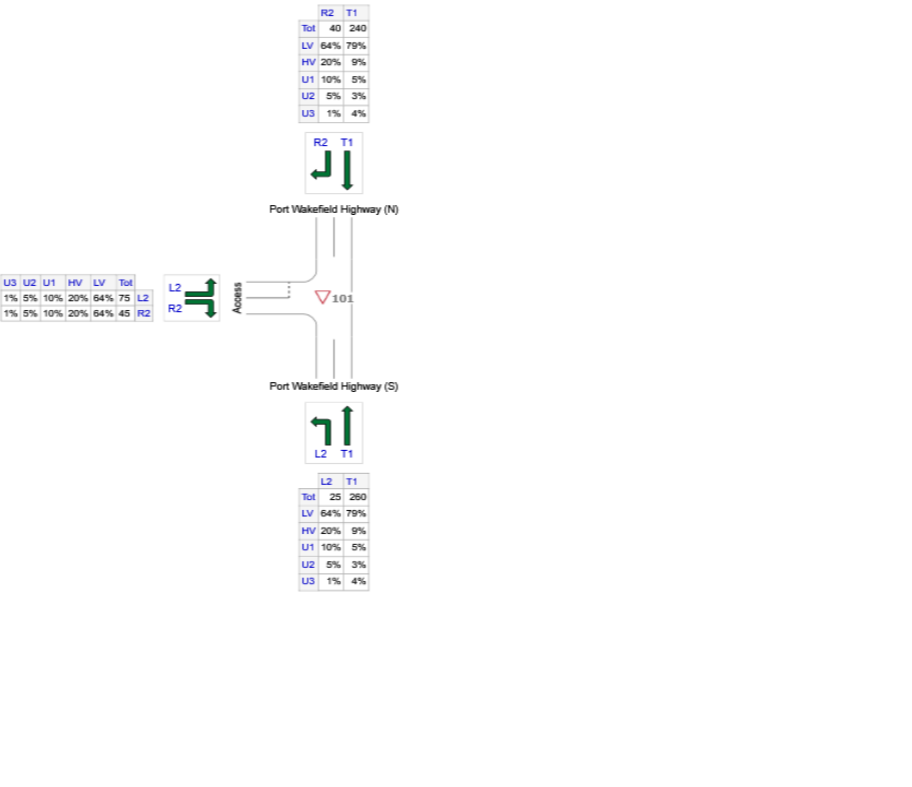 R2 T1
Tot 40 240
LV 64% 79%
HV 20% 9%
U1 10% 5%
U2 5% 3%
U3 1% 4%
R2 T1
Port Wakefield Highway (N)
U3 U2 U1 HV LV Tot
1% 5% 10% 20% 64% 75 L2
1% 5% 10% 20% 64% 45 R2
L2
R2
Access
101
Port Wakefield Highway (S)
L2 T1
L2 T1
Tot 25 260
LV 64% 79%
HV 20% 9%
U1 10% 5%
U2 5% 3%
U3 1% 4%